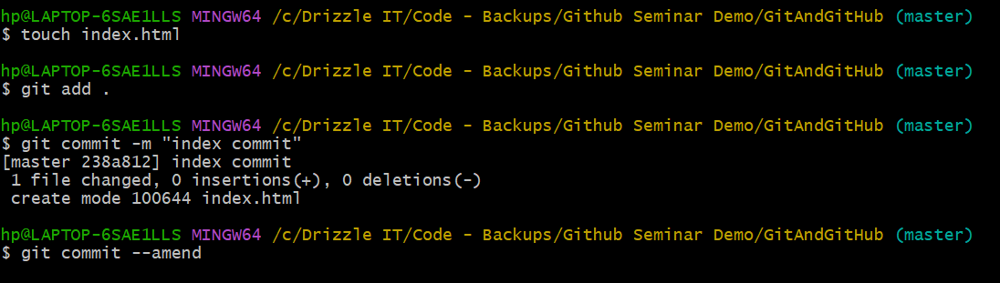 hp@LAPTOP-6SAE1LLS MINGW64 /c/Drizzle IT/Code - Backups/Github Seminar Demo/GitAndGitHub (master)
$ touch index.html
hp@LAPTOP-6SAE1LLS MINGW64 /c/Drizzle IT/Code - Backups/Github Seminar Demo/GitAndGitHub (master)
$ git add .
hp@LAPTOP-6SAE1LLS MINGW64 /c/Drizzle IT/Code - Backups/Github Seminar Demo/GitAndGitHub (master)
$ git commit -m "index commit"
[master 238a812] index commit
 1 file changed, 0 insertions(+), 0 deletions(-)
 create mode 100644 index.html
hp@LAPTOP-6SAE1LLS MINGW64 /c/Drizzle IT/Code - Backups/Github Seminar Demo/GitAndGitHub (master)
$ git commit --amend